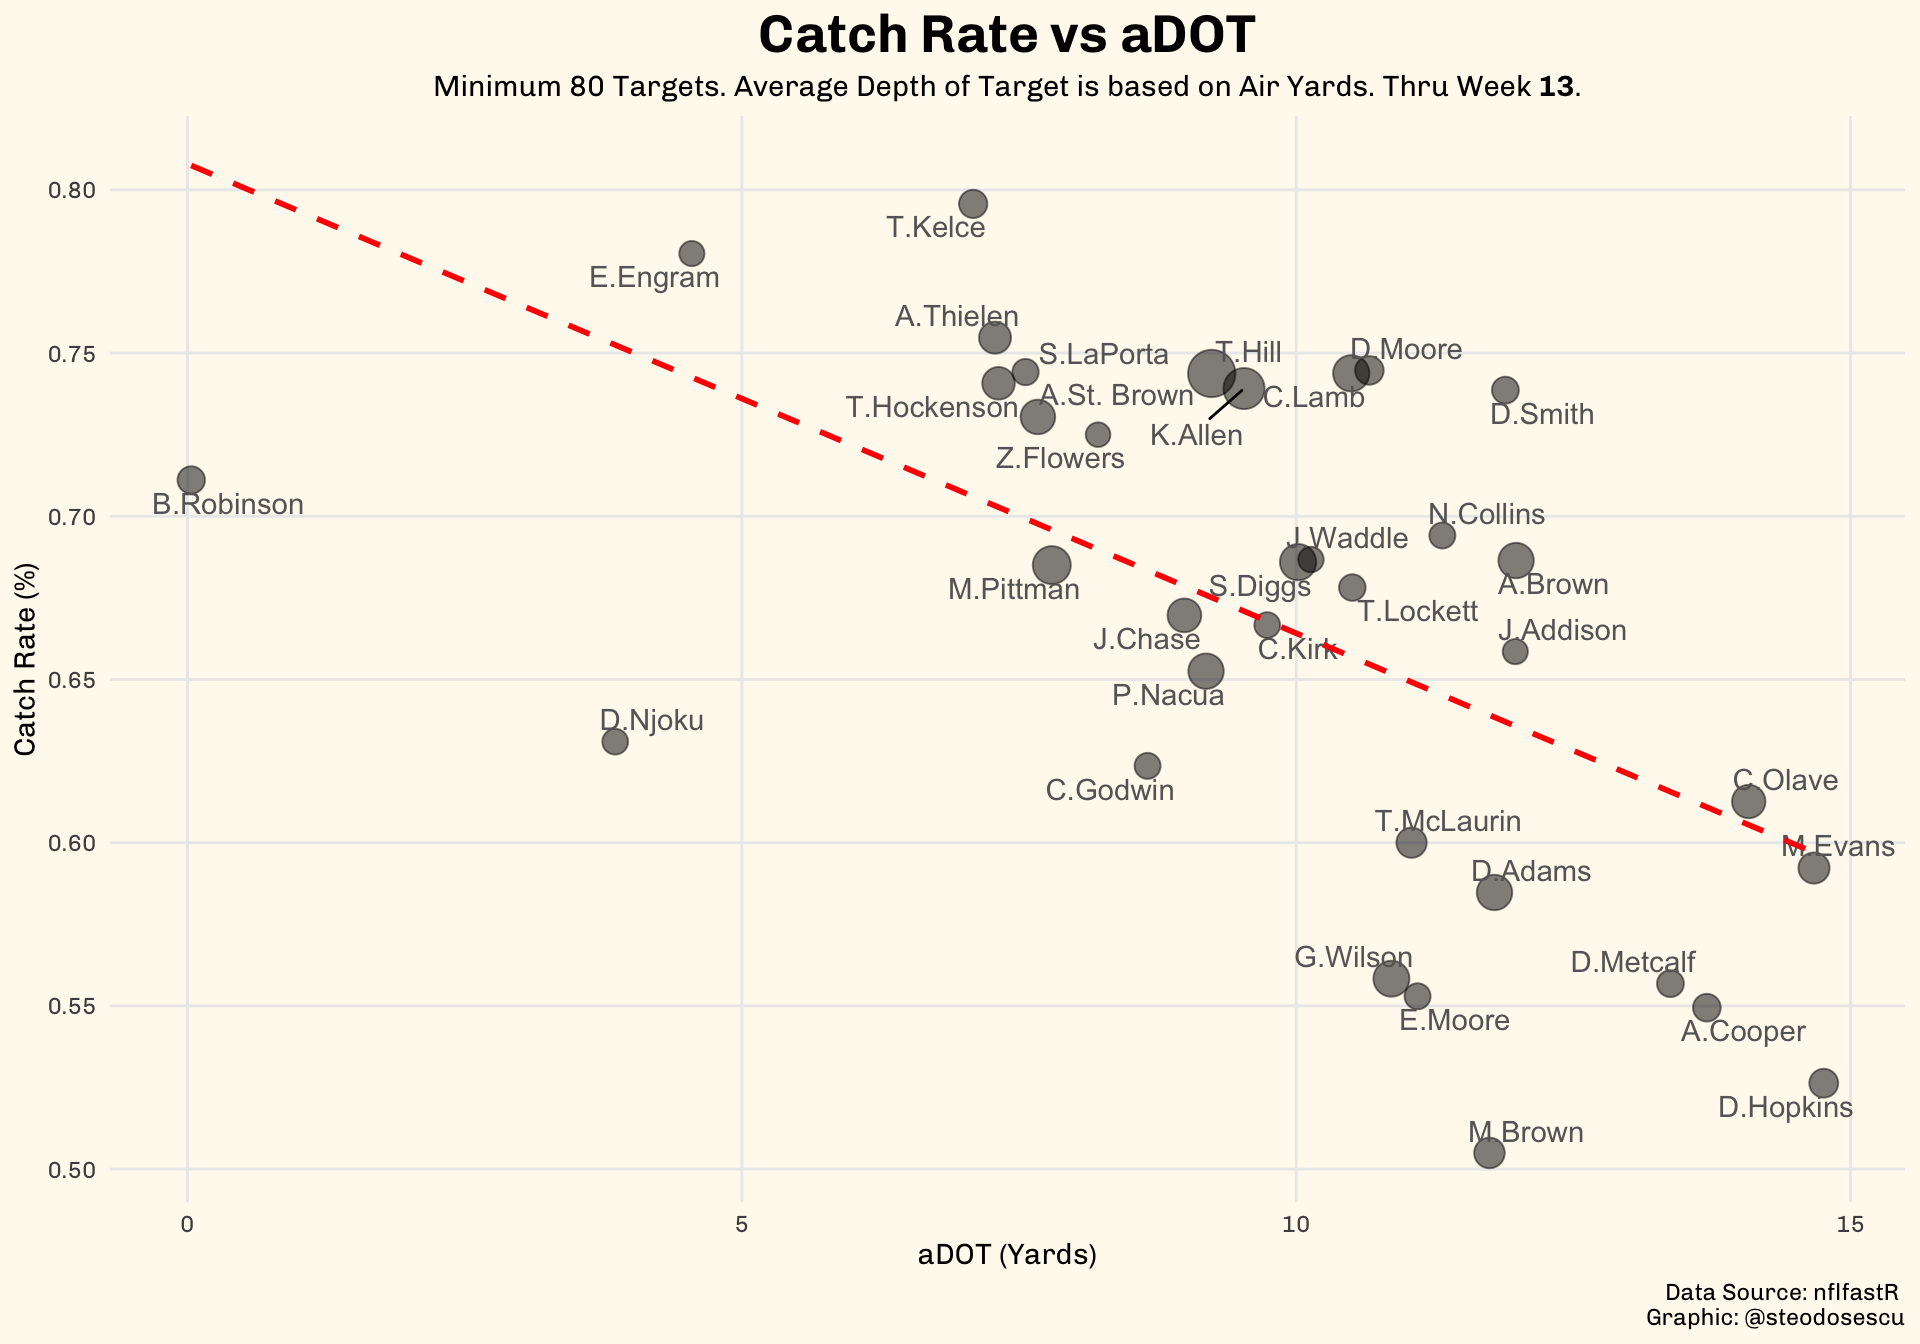 Catch Rate vs aDOT
Minimum 80 Targets. Average Depth of Target is based on Air Yards. Thru Week 13.
Catch Rate (%)
0.80
0.75
0.70
0.65
0.60
0.55
0.50
T.Kelce
E.Engram
A.Thielen
S.LaPorta
T.Hill
D.Moore
T.Hockenson
A.St. Brown
C.Lamb
D.Smith
K.Allen
Z.Flowers
B.Robinson
N.Collins
J.Waddle
M.Pittman
S.Diggs
A.Brown
T.Lockett
J.Addison
J.Chase
C.Kirk
P.Nacua
D.Njoku
C.Godwin
C.Olave
T.McLaurin
M.Evans
D.Adams
G.Wilson
D.Metcalf
E.Moore
A.Cooper
D.Hopkins
M.Brown
0
5
10
15
aDOT (Yards)
Data Source: nflfastR
Graphic: @steodosescu